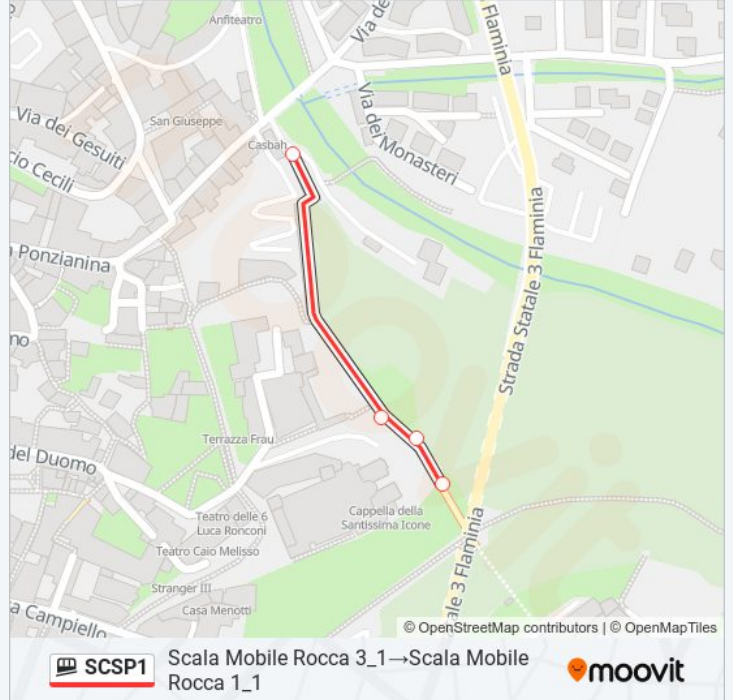 Anfiteatro
Via de
Flaminia
Via dei Gesuiti
San Giuseppe
Via dei Monasteri
Casbah
cio Cecili
a Ponzianina
Strada Statale 3 Flaminia
no
Terrazza Frau
del Duomo
Cappella della
Santissima Icone
Teatro delle 6
Luca Ronconi
Teatro Caio Melisso
Stranger III
Casa Menotti
ale 3 Flaminia
a Campiello
© OpenStreetMap contributors | © OpenMapTiles
SCSP1
Scala Mobile Rocca 3_1→Scala Mobile
Rocca 1_1
moovit